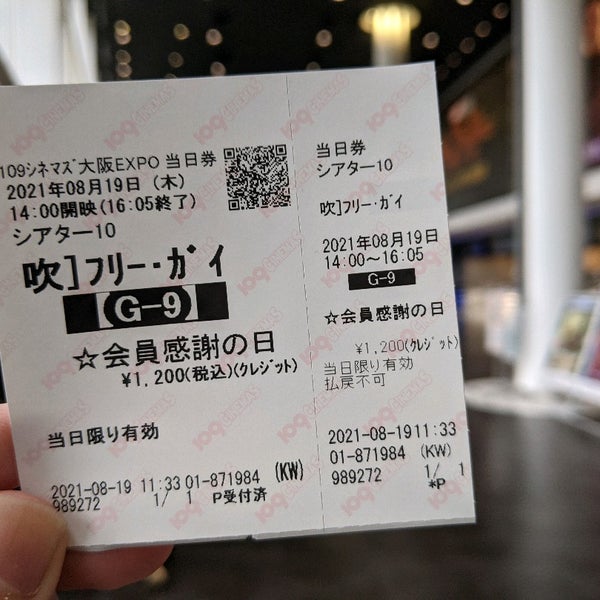 109シネマズ大阪EXPO 当日券
2021年08月19日 (木)
14:00開映(16:05終了)
シアター10
吹]フリー・ガイ
(G-9)
☆会員感謝の日
¥1,200(税込)(クレジット)
当日限り有効
2021-08-19 11:33 01-871984 (KW)
989272 1/ 1 P受付済
当日券
シアター10
吹]フリー・ガイ
2021年08月19日
14:00～16:05
G-9
☆会員感謝の日
¥1,200(クレジット)
当日限り有効
払戻不可
2021-08-19 11:33
01-871984 (KW)
989272 1/ 1
*P
109 CINEMAS